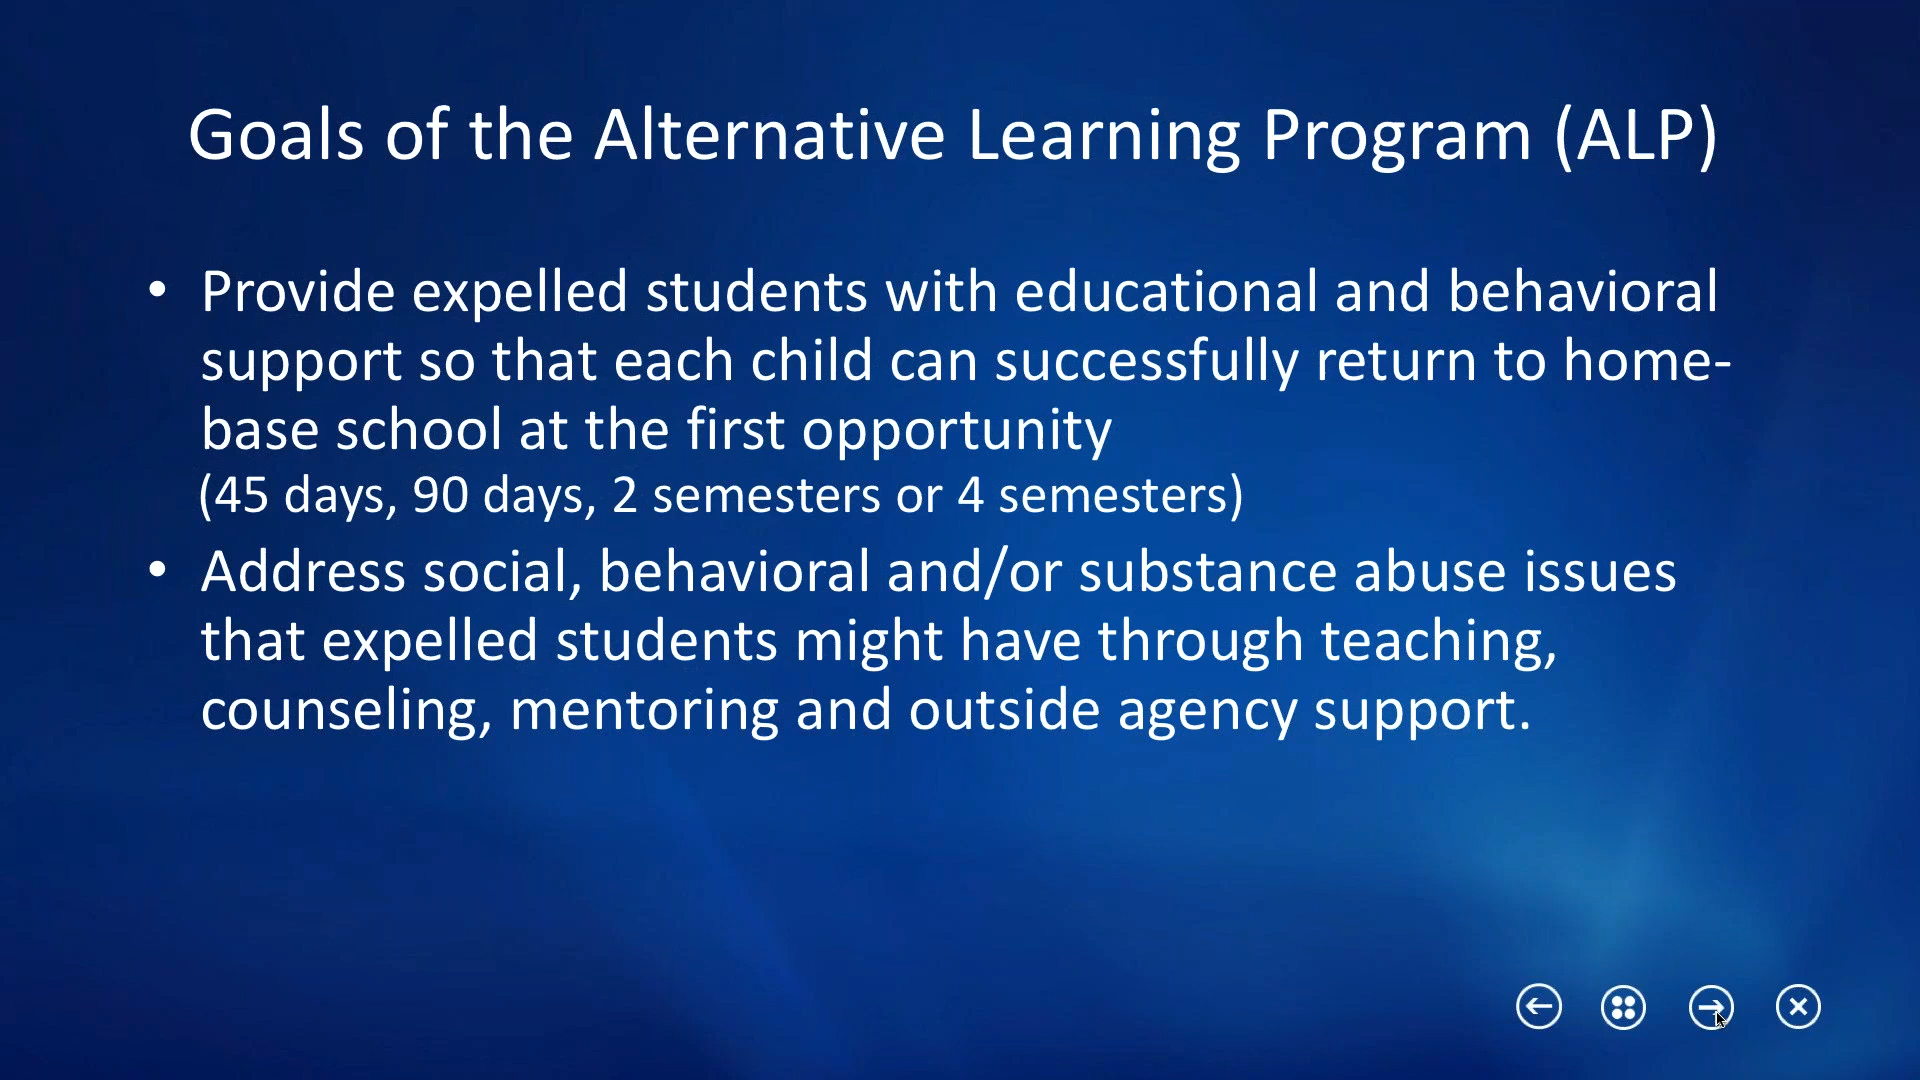 Goals of the Alternative Learning Program (ALP)
• Provide expelled students with educational and behavioral
support so that each child can successfully return to home-
base school at the first opportunity
(45 days, 90 days, 2 semesters or 4 semesters)
• Address social, behavioral and/or substance abuse issues
that expelled students might have through teaching,
counseling, mentoring and outside agency support.